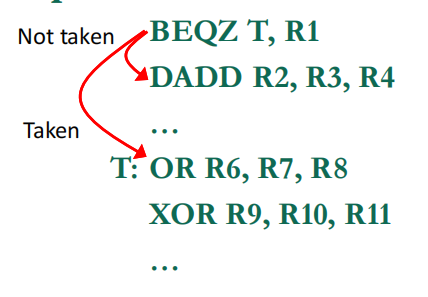 Not taken BEQZ T, R1
DADD R2, R3, R4
...
Taken
T: OR R6, R7, R8
XOR R9, R10, R11
...